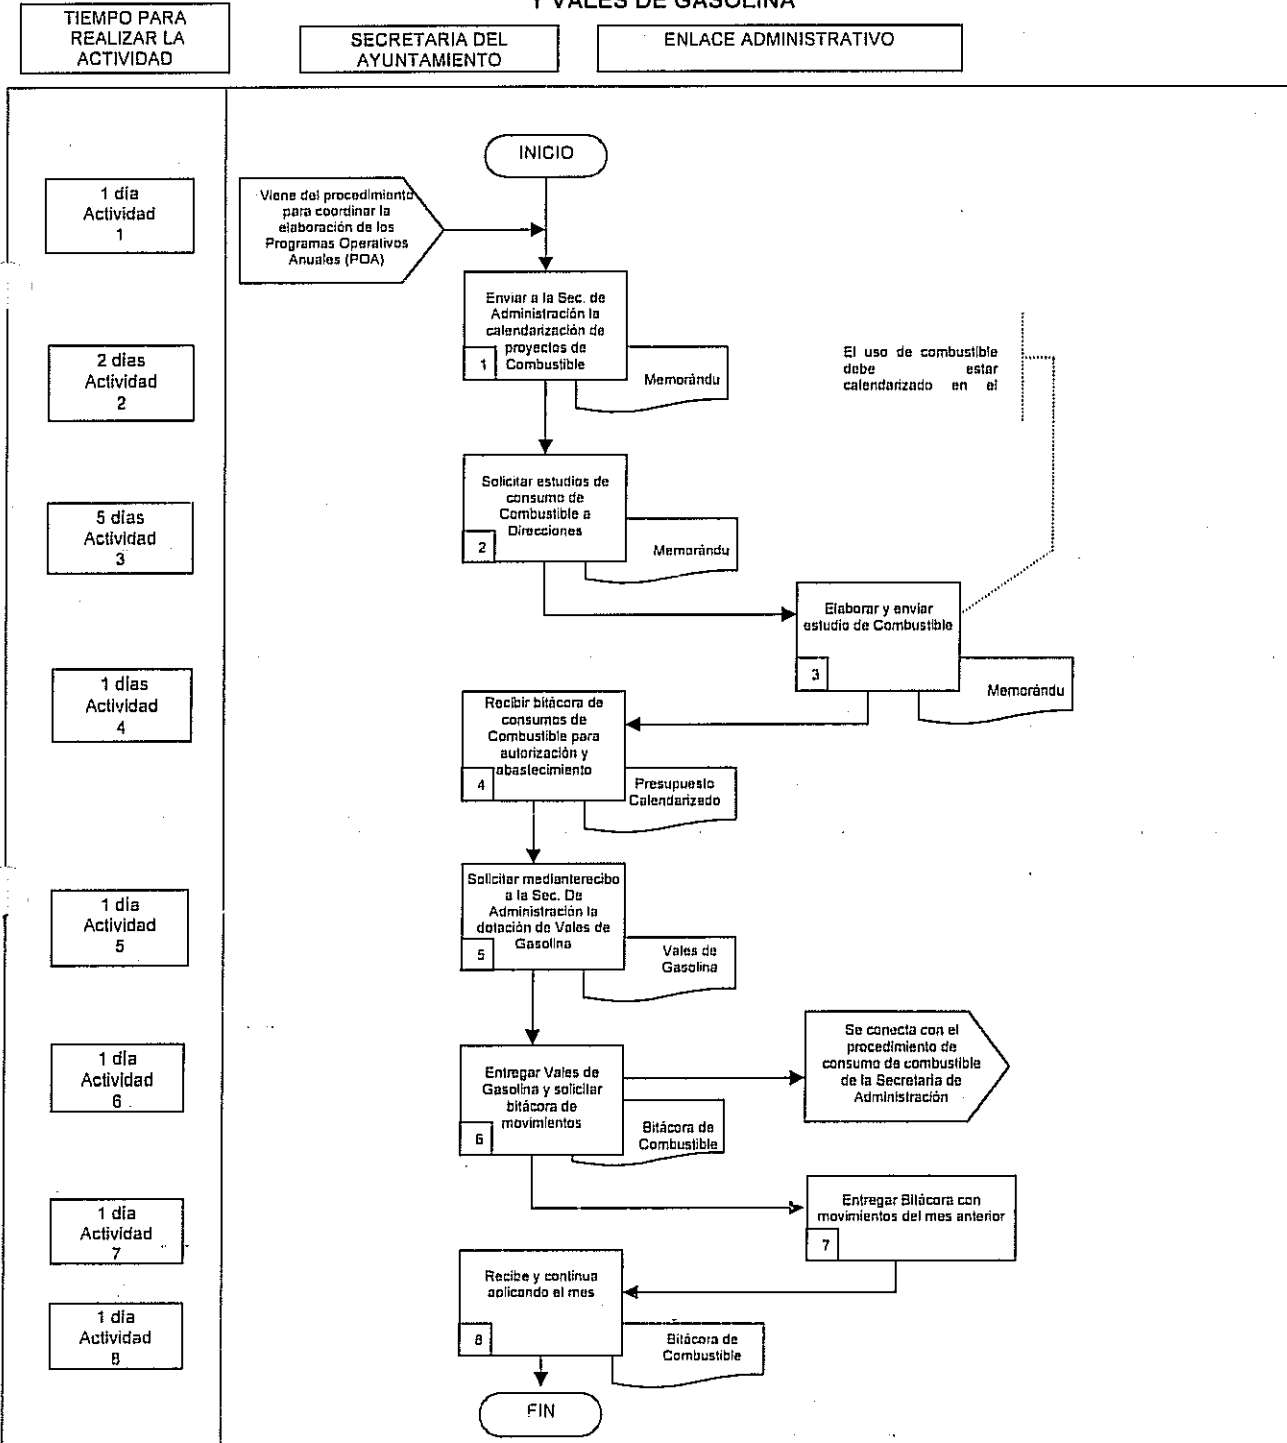 Y VALES DE GASOLINA
TIEMPO PARA
REALIZAR LA
ACTIVIDAD
SECRETARIA DEL
AYUNTAMIENTO
ENLACE ADMINISTRATIVO
INICIO
1 día
Actividad
1
Viene del procedimiento
para coordinar la
elaboración de los
Programas Operativos
Anuales (POA)
Enviar a la Sec. de
Administración la
calendarización de
proyectos de
Combustible
1
Memorándu
2 días
Actividad
2
El uso de combustible
debe estar
calendarizado en el
Solicitar estudios de
consumo de
Combustible a
Direcciones
2
Memorándu
5 días
Actividad
3
Elaborar y enviar
estudio de Combustible
3
Memorándu
1 días
Actividad
4
Recibir bitácora de
consumos de
Combustible para
autorización y
abastecimiento
4
Presupuesto
Calendarizado
1 día
Actividad
5
Solicitar medianterecibo
a la Sec. De
Administración la
dotación de Vales de
Gasolina
5
Vales de
Gasolina
1 día
Actividad
6
Entregar Vales de
Gasolina y solicitar
bitácora de
movimientos
6
Bitácora de
Combustible
Se conecta con el
procedimiento de
consumo de combustible
de la Secretaria de
Administración
1 día
Actividad
7
Entregar Bitácora con
movimientos del mes anterior
7
1 día
Actividad
8
Recibe y continua
aplicando el mes
8
Bitácora de
Combustible
FIN